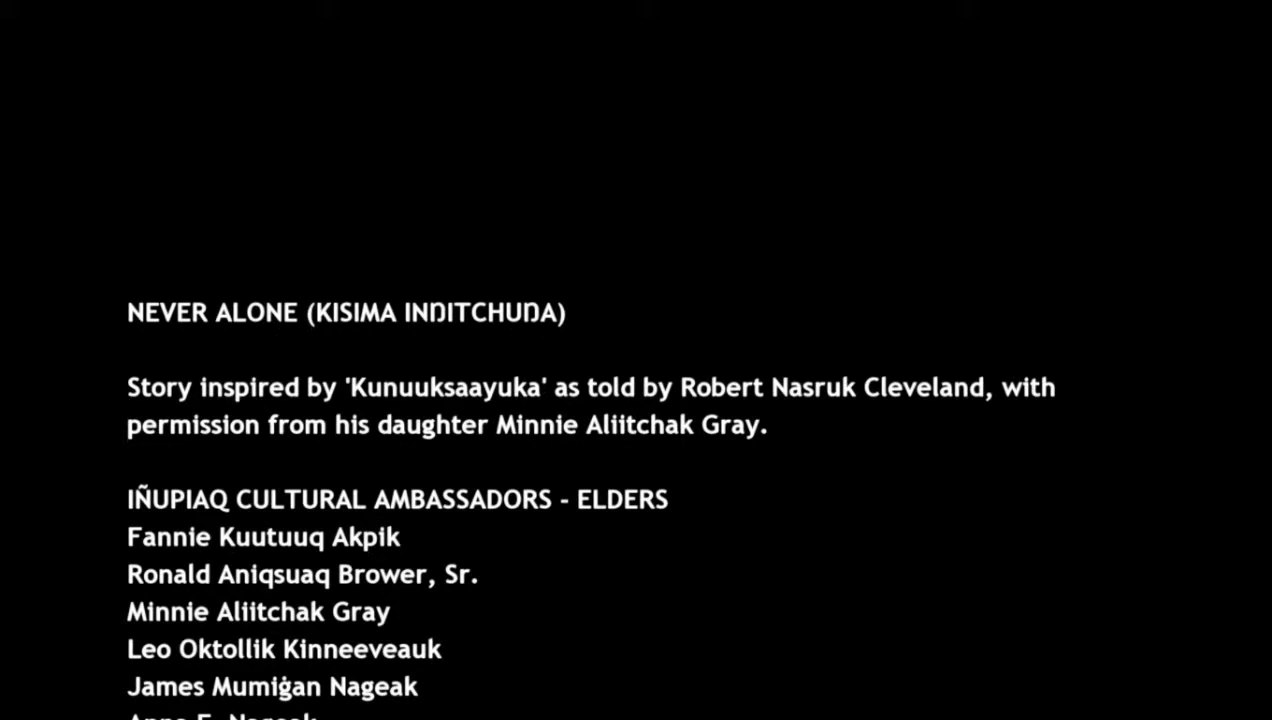 NEVER ALONE (KISIMA INŊITCHUŊA)
Story inspired by 'Kunuuksaayuka' as told by Robert Nasruk Cleveland, with
permission from his daughter Minnie Aliitchak Gray.
IÑUPIAQ CULTURAL AMBASSADORS - ELDERS
Fannie Kuutuuq Akpik
Ronald Aniqsuaq Brower, Sr.
Minnie Aliitchak Gray
Leo Oktollik Kinneeveauk
James Mumiġan Nageak